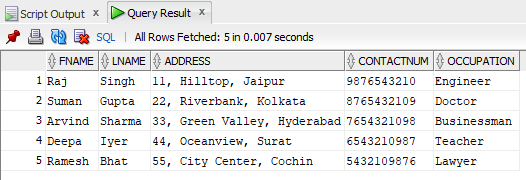 Script Output x Query Result x
SQL | All Rows Fetched: 5 in 0.007 seconds
FNAME LNAME ADDRESS CONTACTNUM OCCUPATION
1 Raj Singh 11, Hilltop, Jaipur 9876543210 Engineer
2 Suman Gupta 22, Riverbank, Kolkata 8765432109 Doctor
3 Arvind Sharma 33, Green Valley, Hyderabad 7654321098 Businessman
4 Deepa Iyer 44, Oceanview, Surat 6543210987 Teacher
5 Ramesh Bhat 55, City Center, Cochin 5432109876 Lawyer